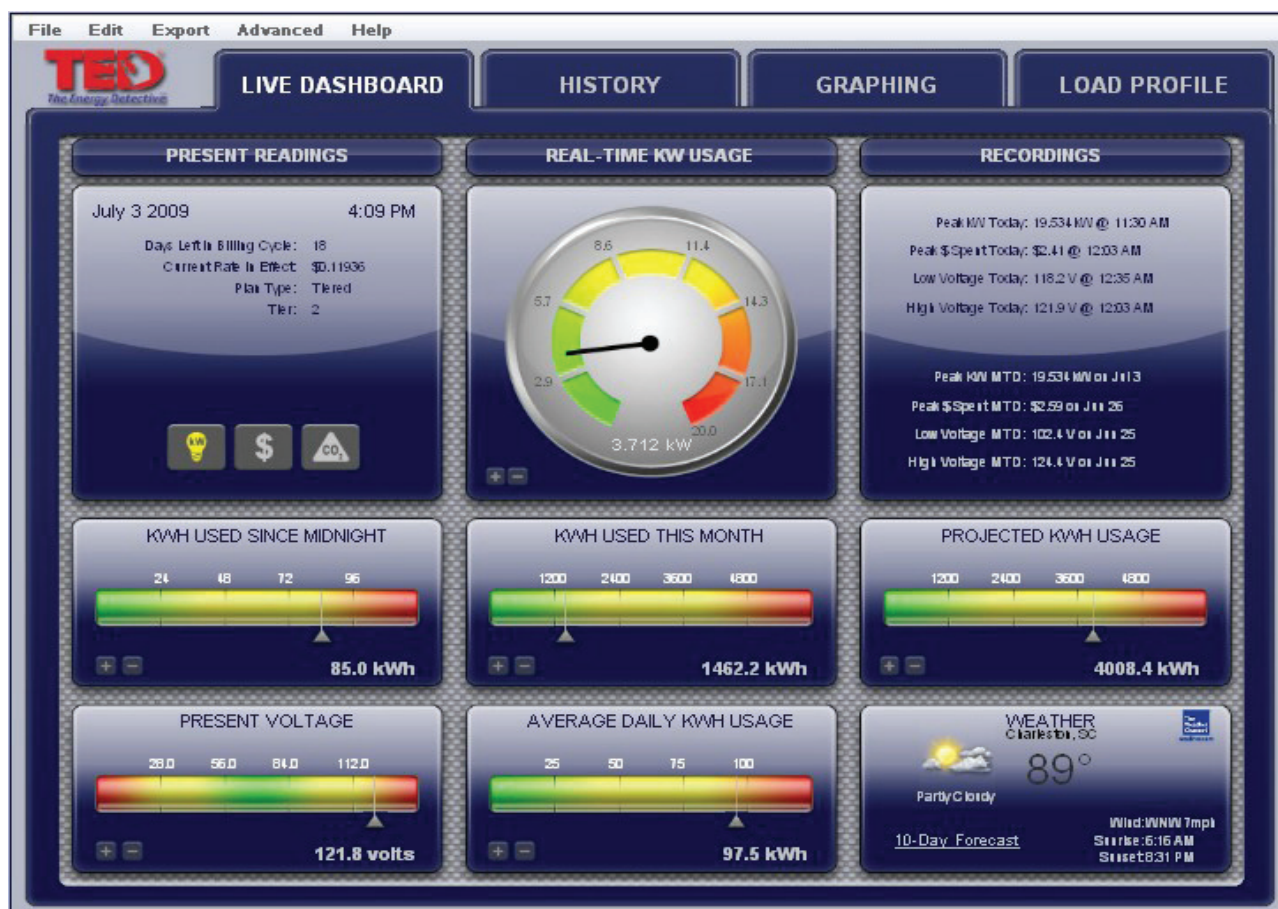 File Edit Export Advanced Help
TED
The Energy Detective
LIVE DASHBOARD
HISTORY
GRAPHING
LOAD PROFILE
PRESENT READINGS
REAL-TIME KW USAGE
RECORDINGS
July 3 2009 4:09 PM
Days Left In Billing Cycle: 18
Current Rate In Effect: $0.11936
Plan Type: Tiered
Tier: 2
kW
$
CO2
8.6 11.4
5.7 14.3
2.9 17.1
20.0
3.712 kW
+ -
Peak KW Today: 19.534 kW @ 11:30 AM
Peak $ Spent Today: $2.41 @ 12:03 AM
Low Voltage Today: 118.2 V @ 12:35 AM
High Voltage Today: 121.9 V @ 12:03 AM
Peak KW MTD: 19.534 kW on Jul 3
Peak $ Spent MTD: $2.59 on Jun 26
Low Voltage MTD: 102.4 V on Jun 25
High Voltage MTD: 124.4 V on Jun 25
KWH USED SINCE MIDNIGHT
24 48 72 96
+ - 85.0 kWh
KWH USED THIS MONTH
1200 2400 3600 4800
+ - 1462.2 kWh
PROJECTED KWH USAGE
1200 2400 3600 4800
+ - 4008.4 kWh
PRESENT VOLTAGE
28.0 56.0 84.0 112.0
+ - 121.8 volts
AVERAGE DAILY KWH USAGE
25 50 75 100
+ - 97.5 kWh
WEATHER
Charleston, SC
The Weather Channel
89°
Partly Cloudy
10-Day Forecast
Wind:WNW 7mph
Sunrise:6:16 AM
Sunset:8:31 PM